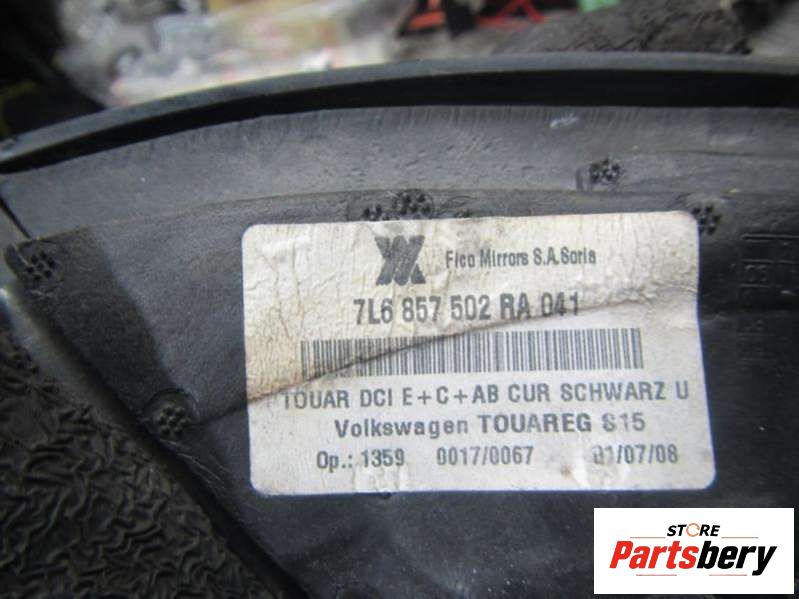 Fico Mirrors S.A.Soria
7L6 857 502 RA 041
TOUAR DCI E+C+AB CUR SCHWARZ U
Volkswagen TOUAREG S15
Op.: 1359 0017/0067 01/07/08
STORE
Partsbery